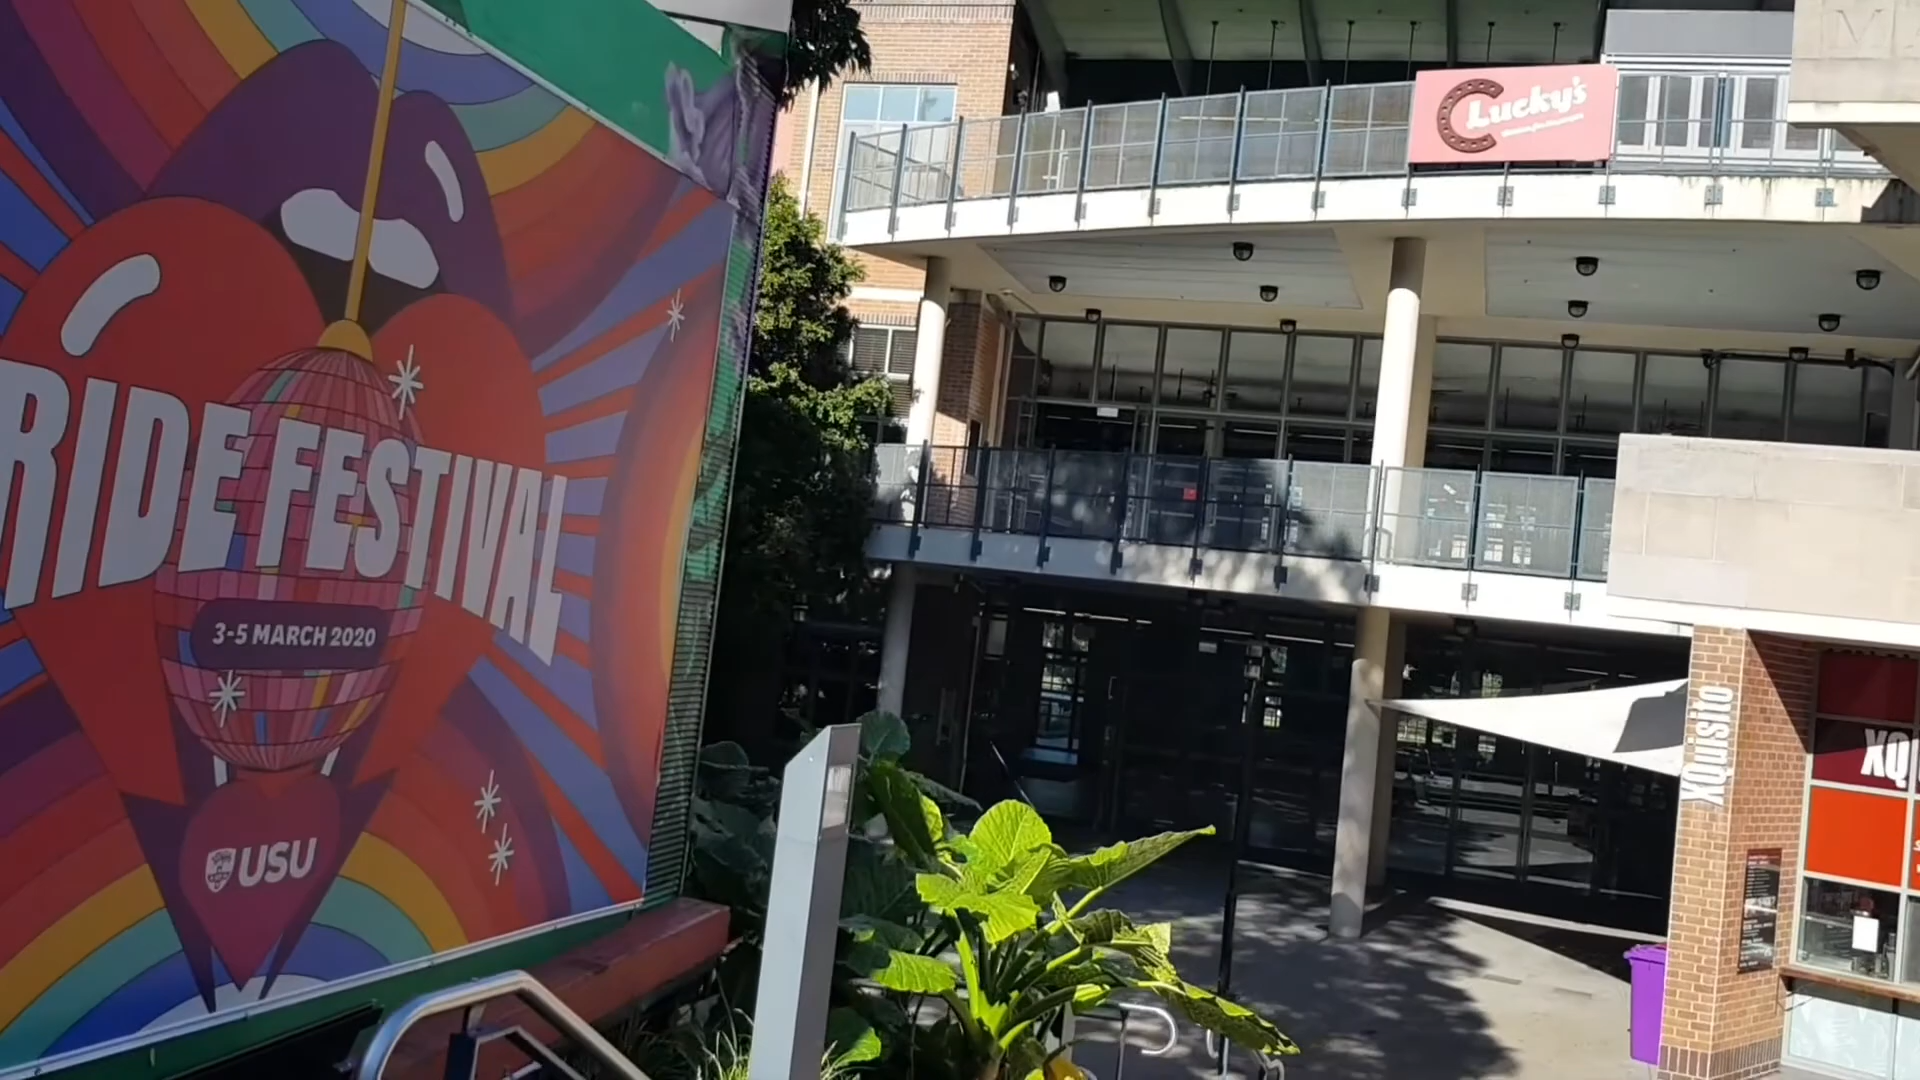 RIDE FESTIVAL
3-5 MARCH 2020
USU
Lucky's
XQuisito
XQ